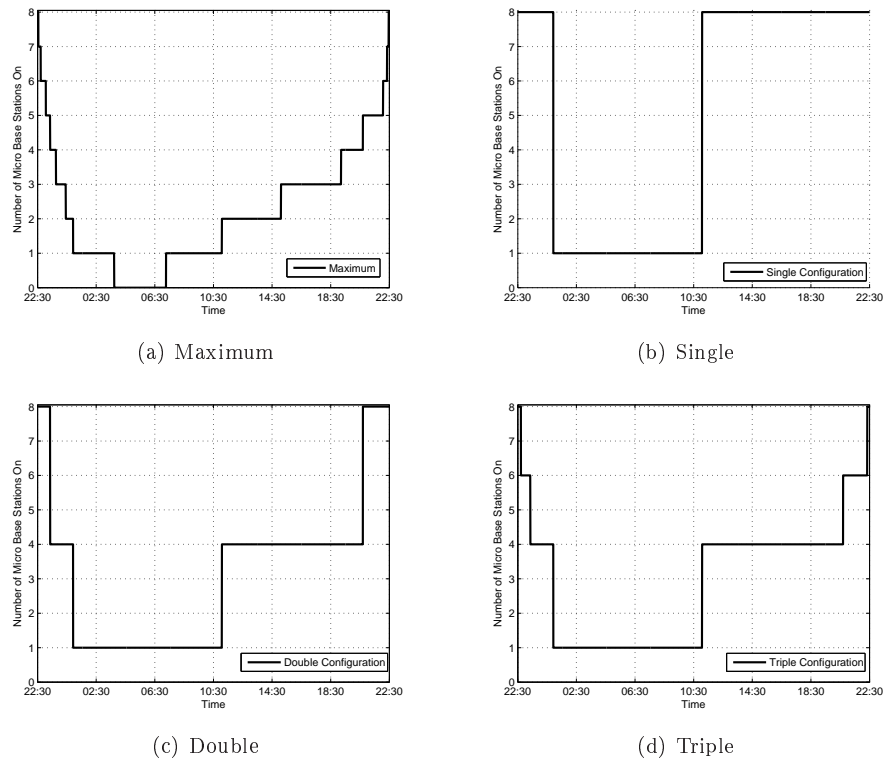 Number of Micro Base Stations On
8
7
6
5
4
3
2
1
0
22:30 02:30 06:30 10:30 14:30 18:30 22:30
Time
Maximum
(a) Maximum
Number of Micro Base Stations On
8
7
6
5
4
3
2
1
0
22:30 02:30 06:30 10:30 14:30 18:30 22:30
Time
Single Configuration
(b) Single
Number of Micro Base Stations On
8
7
6
5
4
3
2
1
0
22:30 02:30 06:30 10:30 14:30 18:30 22:30
Time
Double Configuration
(c) Double
Number of Micro Base Stations On
8
7
6
5
4
3
2
1
0
22:30 02:30 06:30 10:30 14:30 18:30 22:30
Time
Triple Configuration
(d) Triple